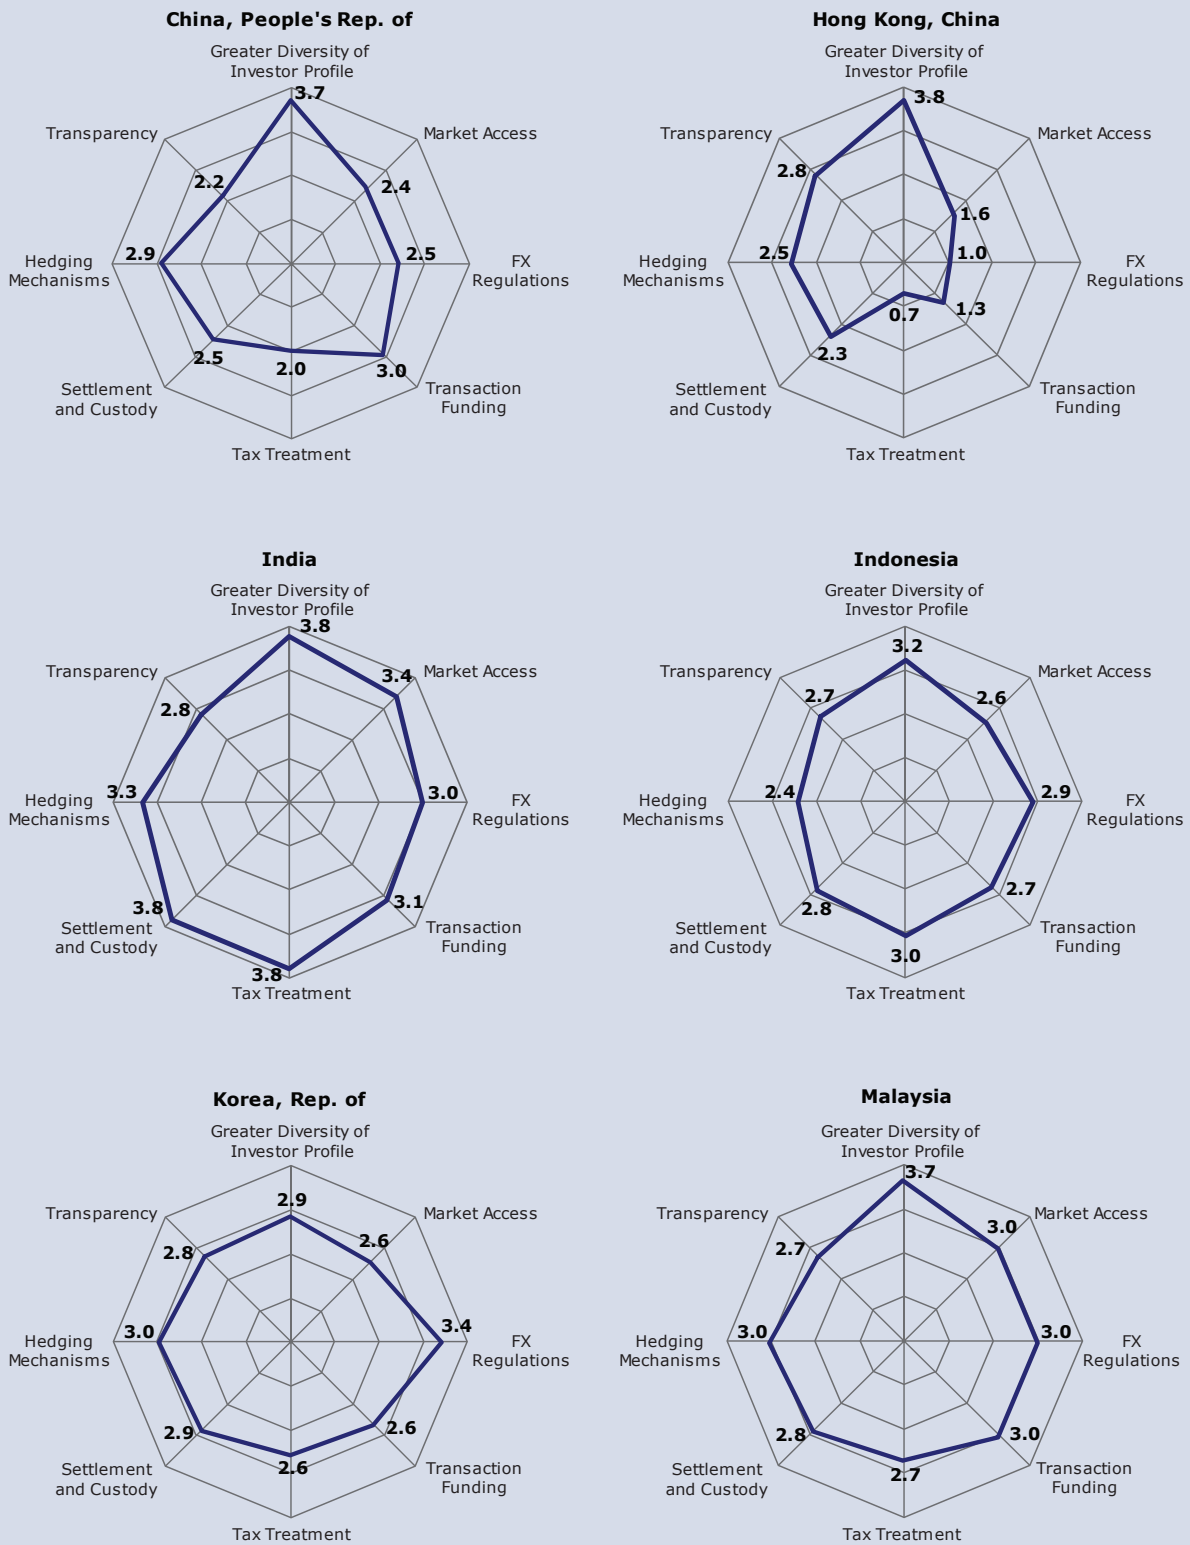 China, People's Rep. of
Greater Diversity of
Investor Profile
3.7
Transparency
Market Access
2.2
2.4
2.9
2.5
Hedging
Mechanisms
FX
Regulations
2.5
2.0
3.0
Settlement
and Custody
Transaction
Funding
Tax Treatment
Hong Kong, China
Greater Diversity of
Investor Profile
3.8
Transparency
Market Access
2.8
1.6
2.5
1.0
Hedging
Mechanisms
FX
Regulations
0.7
1.3
2.3
Settlement
and Custody
Transaction
Funding
Tax Treatment
India
Greater Diversity of
Investor Profile
3.8
Transparency
Market Access
3.4
2.8
3.3
3.0
Hedging
Mechanisms
FX
Regulations
3.8
3.1
Settlement
and Custody
Transaction
Funding
3.8
Tax Treatment
Indonesia
Greater Diversity of
Investor Profile
3.2
Transparency
Market Access
2.7
2.6
2.4
2.9
Hedging
Mechanisms
FX
Regulations
2.8
2.7
Settlement
and Custody
Transaction
Funding
3.0
Tax Treatment
Korea, Rep. of
Greater Diversity of
Investor Profile
2.9
Transparency
Market Access
2.8
2.6
3.0
3.4
Hedging
Mechanisms
FX
Regulations
2.9
2.6
2.6
Settlement
and Custody
Transaction
Funding
Tax Treatment
Malaysia
Greater Diversity of
Investor Profile
3.7
Transparency
Market Access
2.7
3.0
3.0
3.0
Hedging
Mechanisms
FX
Regulations
2.8
3.0
2.7
Settlement
and Custody
Transaction
Funding
Tax Treatment